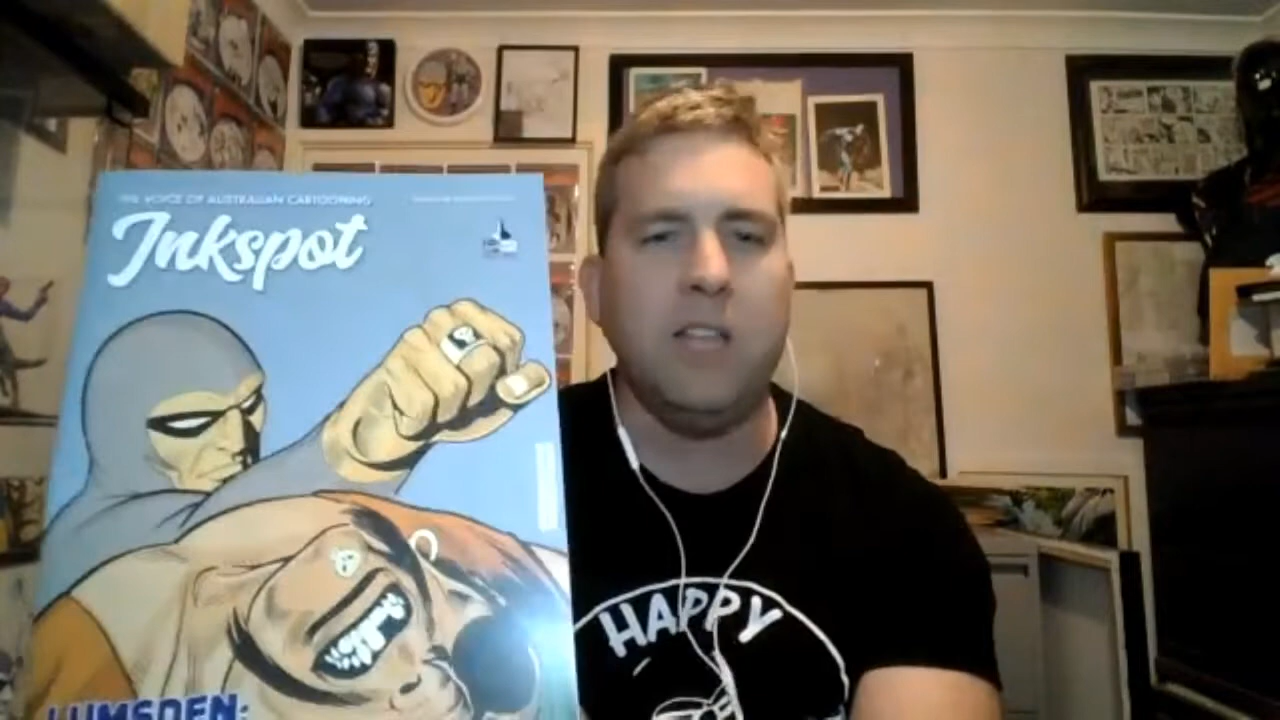 THE VOICE OF AUSTRALIAN CARTOONING
Inkspot
LUMSDEN:
HAPPY